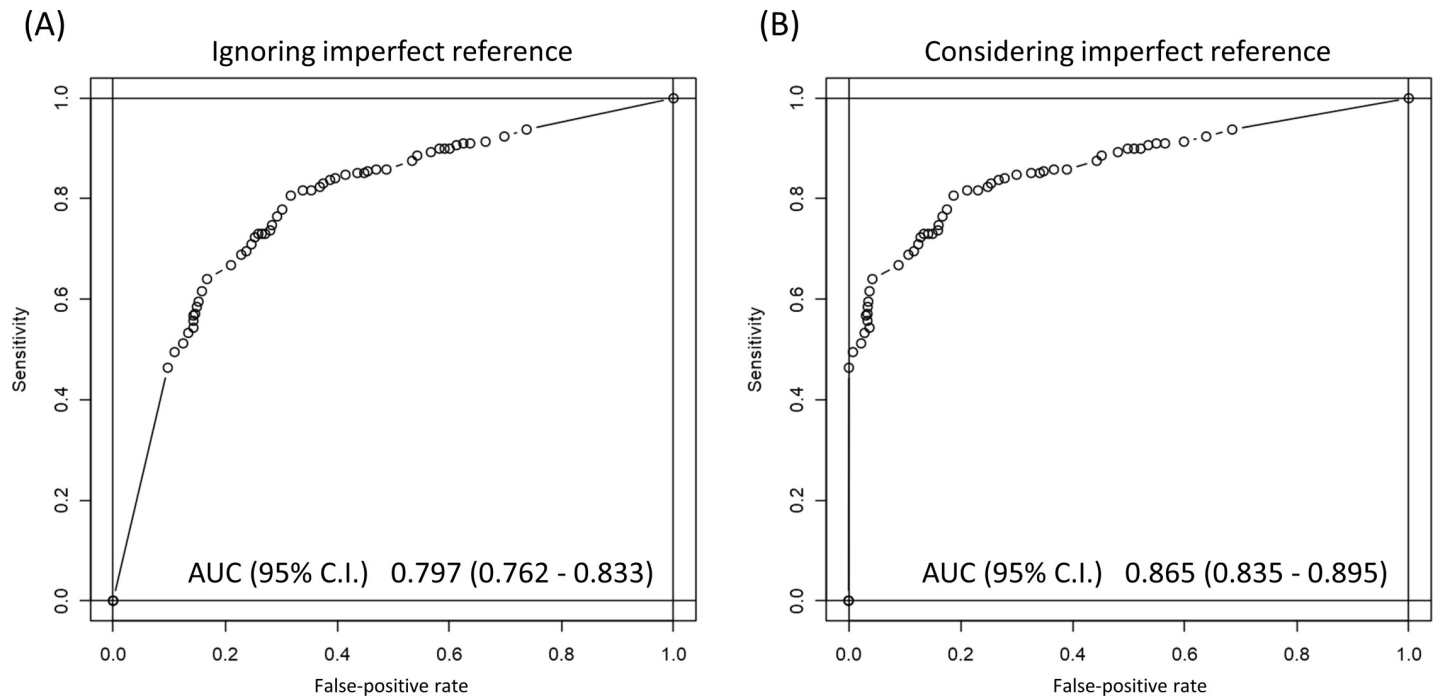 (A)
Ignoring imperfect reference
1.0
0.8
0.6
0.4
0.2
0.0
Sensitivity
AUC (95% C.I.) 0.797 (0.762 - 0.833)
0.0 0.2 0.4 0.6 0.8 1.0
False-positive rate
(B)
Considering imperfect reference
1.0
0.8
0.6
0.4
0.2
0.0
Sensitivity
AUC (95% C.I.) 0.865 (0.835 - 0.895)
0.0 0.2 0.4 0.6 0.8 1.0
False-positive rate